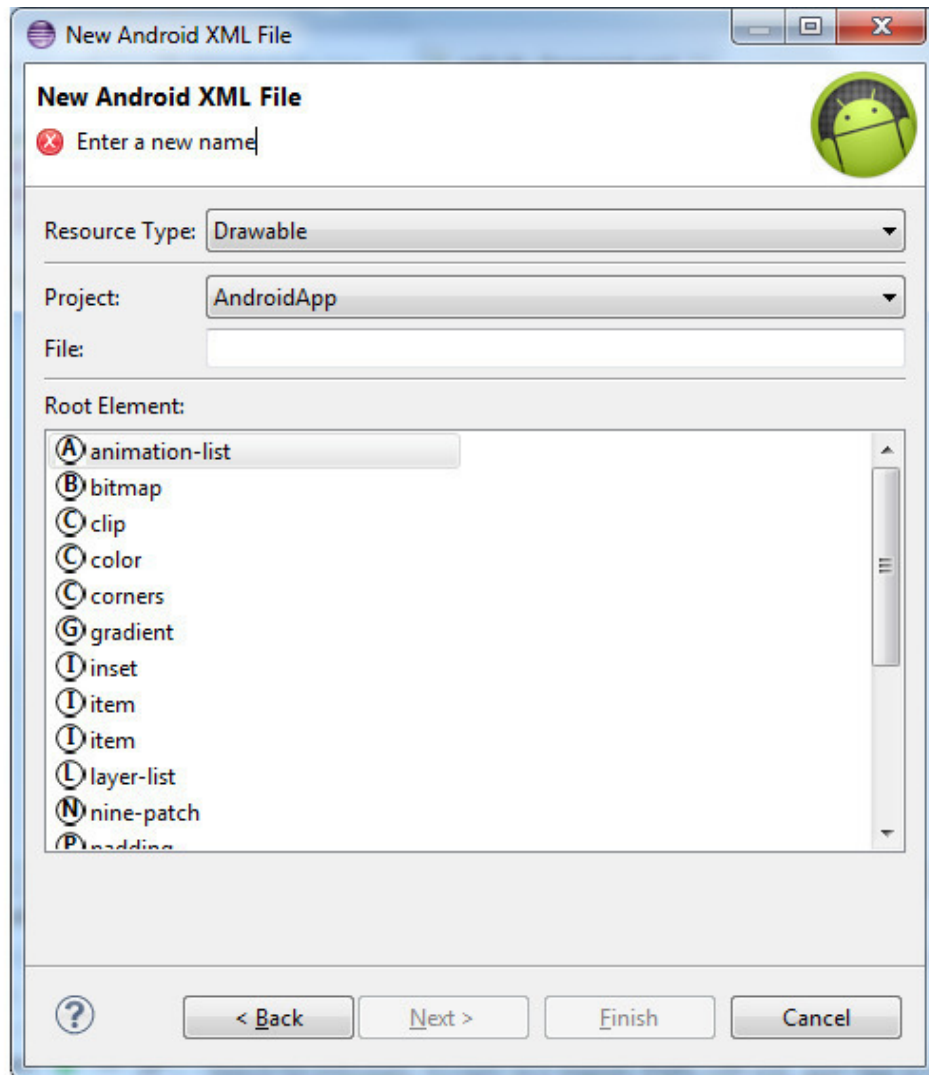 New Android XML File
New Android XML File
Enter a new name
Resource Type: Drawable
Project: AndroidApp
File:
Root Element:
A animation-list
B bitmap
C clip
C color
C corners
G gradient
I inset
I item
I item
L layer-list
N nine-patch
P padding
? < Back Next > Finish Cancel